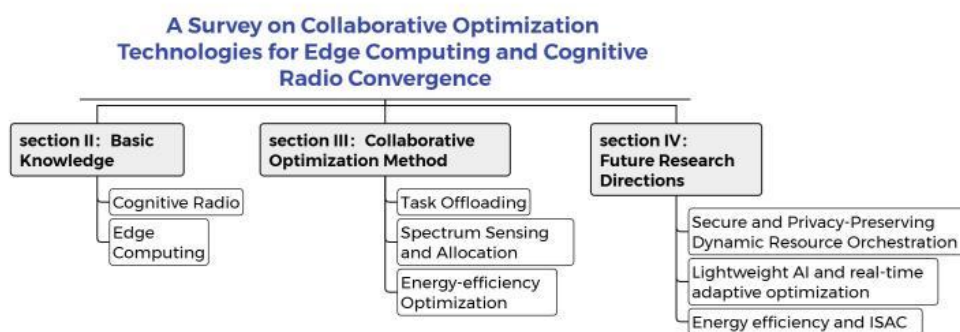 A Survey on Collaborative Optimization
Technologies for Edge Computing and Cognitive
Radio Convergence
section II: Basic
Knowledge
Cognitive Radio
Edge
Computing
section III: Collaborative
Optimization Method
Task Offloading
Spectrum Sensing
and Allocation
Energy-efficiency
Optimization
section IV:
Future Research
Directions
Secure and Privacy-Preserving
Dynamic Resource Orchestration
Lightweight AI and real-time
adaptive optimization
Energy efficiency and ISAC